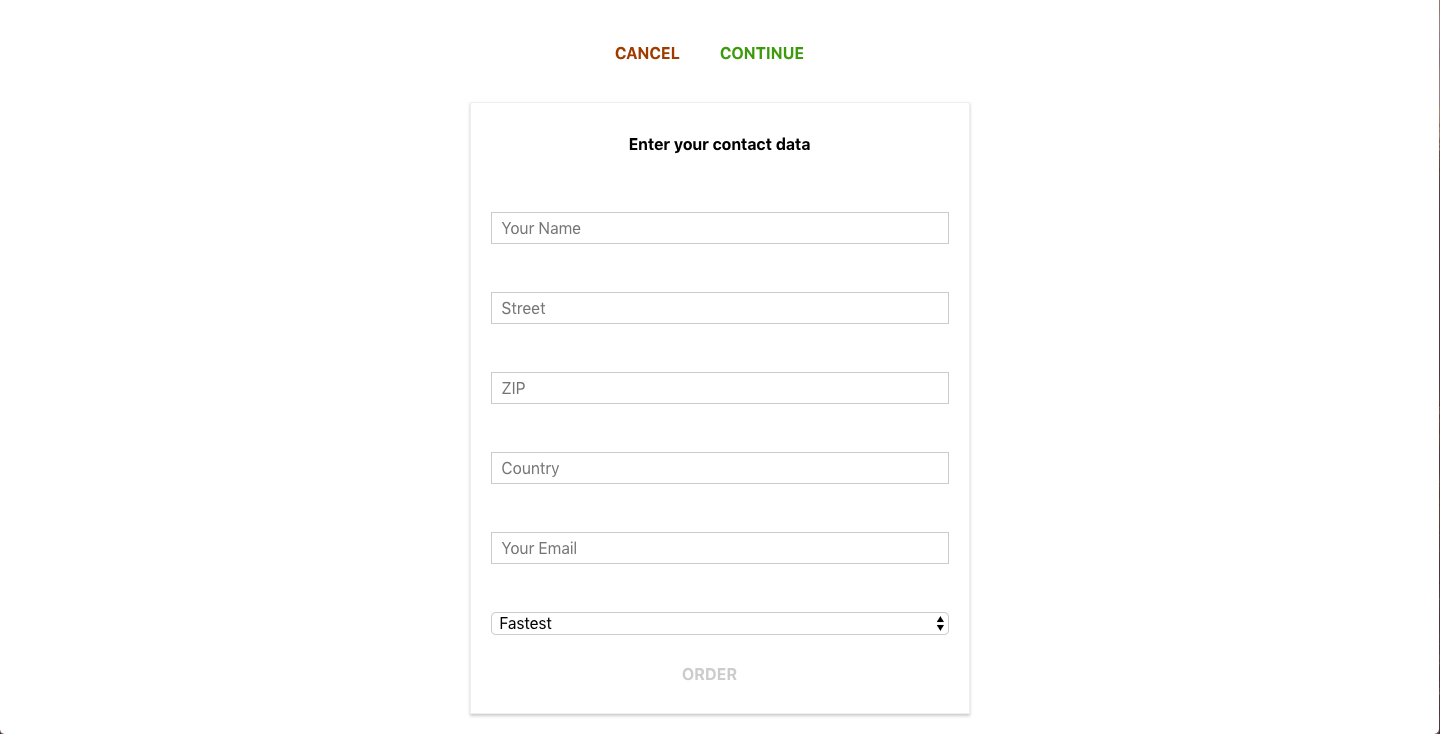 CANCEL CONTINUE
Enter your contact data
Your Name
Street
ZIP
Country
Your Email
Fastest
ORDER